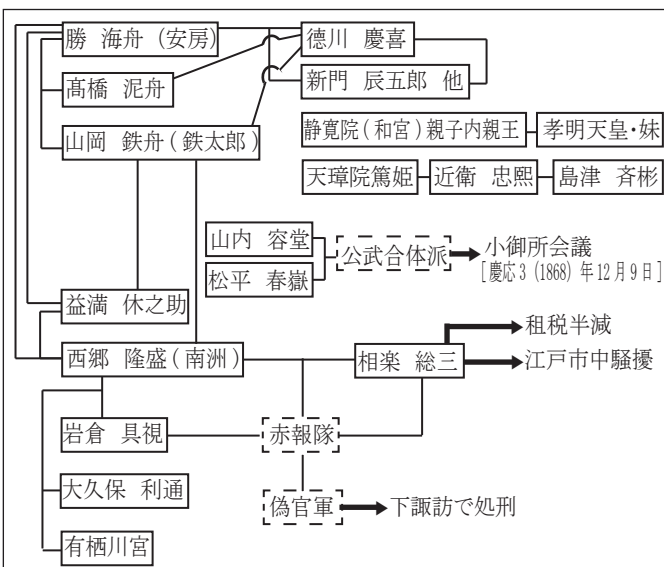 勝 海舟 (安房)
徳川 慶喜
髙橋 泥舟
新門 辰五郎 他
山岡 鉄舟 (鉄太郎)
静寛院 (和宮) 親子内親王
孝明天皇・妹
天璋院篤姫
近衛 忠熙
島津 斉彬
山内 容堂
松平 春嶽
公武合体派
小御所会議
[慶応3 (1868) 年12月9日]
益満 休之助
西郷 隆盛 (南洲)
相楽 総三
租税半減
江戸市中騒擾
岩倉 具視
赤報隊
大久保 利通
偽官軍
下諏訪で処刑
有栖川宮